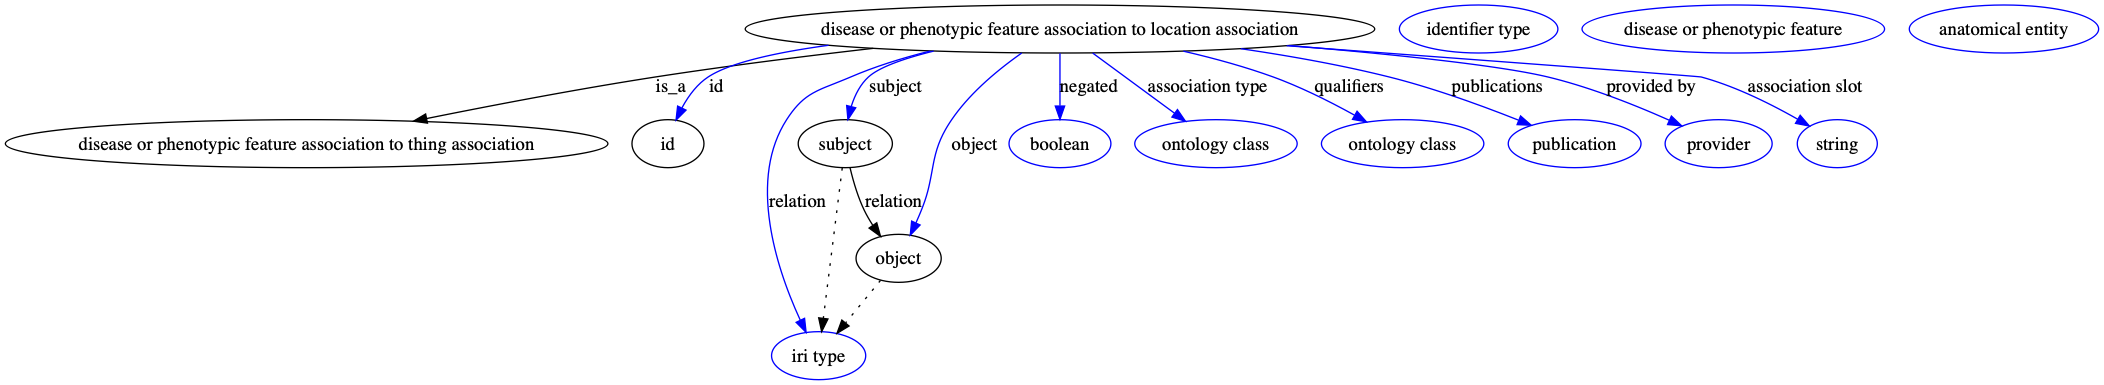 disease or phenotypic feature association to location association
identifier type
disease or phenotypic feature
anatomical entity
is_a
id
subject
negated
association type
qualifiers
publications
provided by
association slot
disease or phenotypic feature association to thing association
id
subject
object
boolean
ontology class
ontology class
publication
provider
string
relation
relation
object
iri type